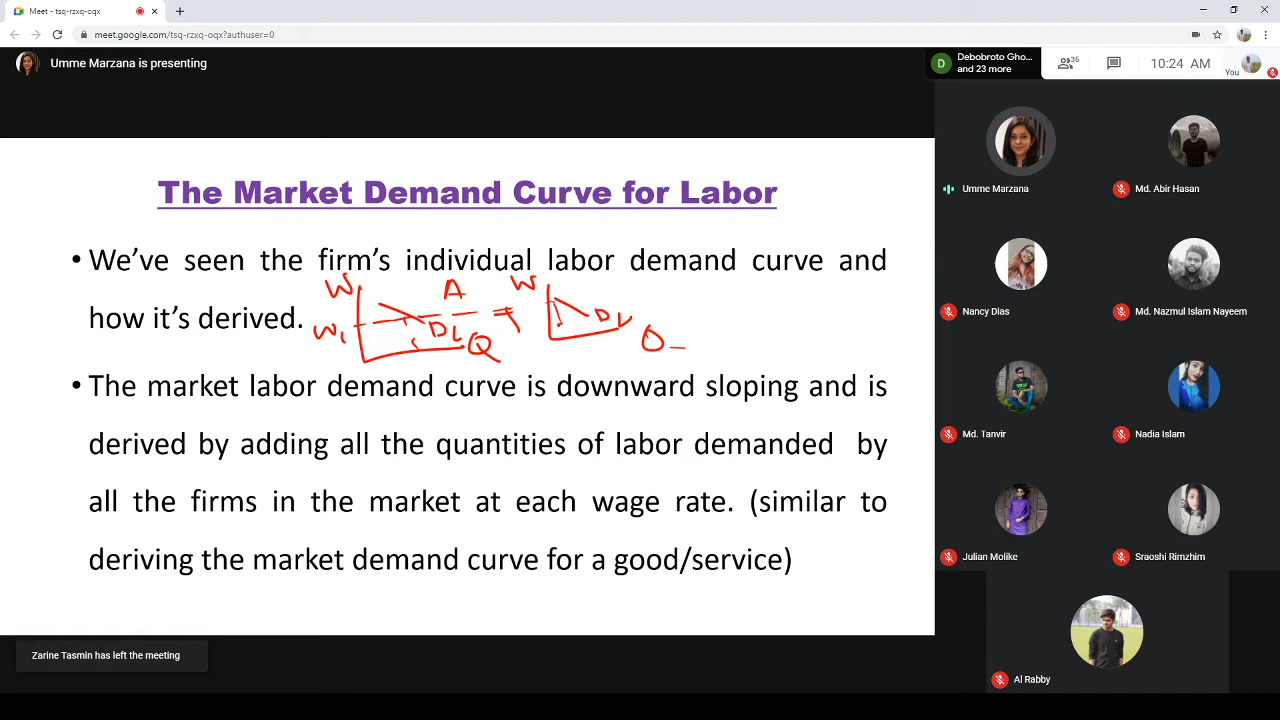 Meet - tsq-rzxq-oqx
meet.google.com/tsq-rzxq-oqx?authuser=0
Umme Marzana is presenting
Debobroto Gho...
and 23 more
D
35
10:24 AM
You
The Market Demand Curve for Labor
• We’ve seen the firm’s individual labor demand curve and
how it’s derived.
W A W
W1 DL Q DL
• The market labor demand curve is downward sloping and is
derived by adding all the quantities of labor demanded by
all the firms in the market at each wage rate. (similar to
deriving the market demand curve for a good/service)
Umme Marzana
Md. Abir Hasan
Nancy Dias
Md. Nazmul Islam Nayeem
Md. Tanvir
Nadia Islam
Julian Molike
Sraoshi Rimzhim
Al Rabby
Zarine Tasmin has left the meeting